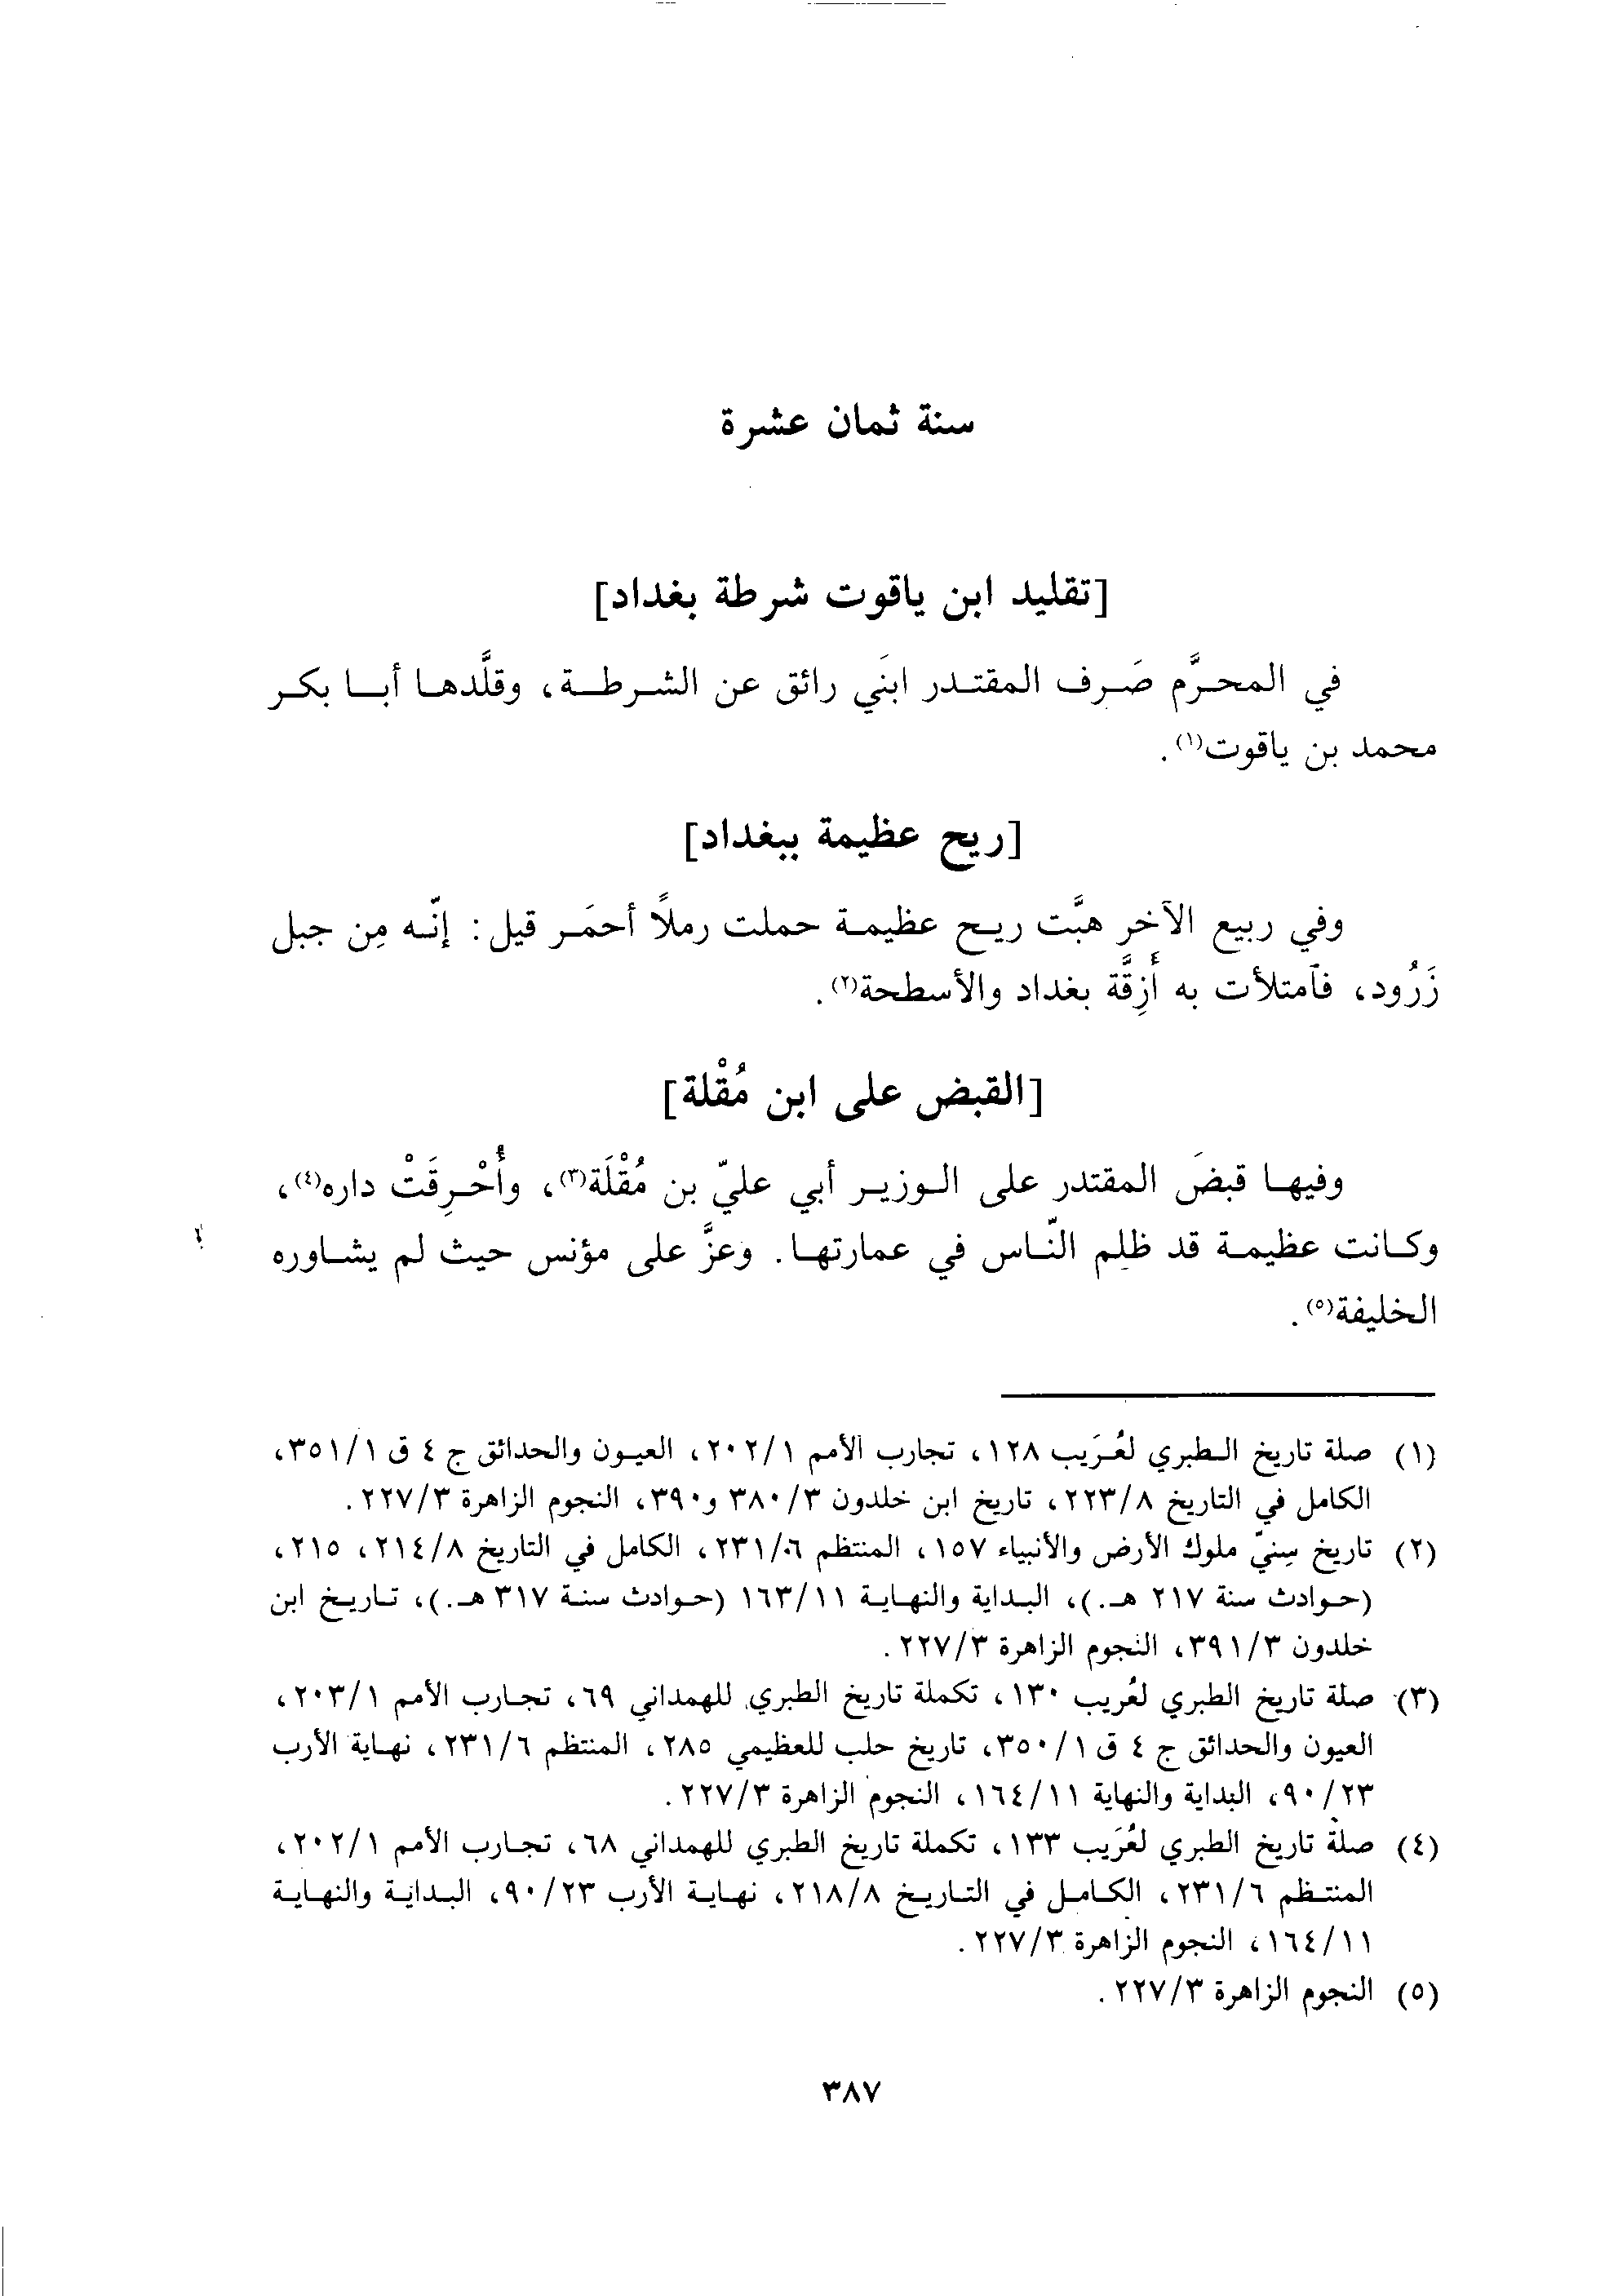 سنة ثمان عشرة
[تقليد ابن ياقوت شرطة بغداد]
في المحرَّم صَرف المقتدر ابنَي رائق عن الشرطة، وقلَّدها أبا بكر
محمد بن ياقوت(١).
[ريح عظيمة ببغداد]
وفي ربيع الآخر هبَّت ريح عظيمة حملت رملاً أحمَر قيل: إنّه مِن جبل
زَرُود، فآمتلأت به أَزِقَّة بغداد والأسطحة(٢).
[القبض على ابن مُقْلة]
وفيها قبضَ المقتدر على الوزير أبي عليّ بن مُقْلَة(٣)، وأُحْرِقَتْ داره(٤)،
وكانت عظيمة قد ظلِم النّاس في عمارتها. وعزَّ على مؤنس حيث لم يشاوره
الخليفة(٥).
(١) صلة تاريخ الطبري لعُرَيب ١٢٨، تجارب الأمم ٢٠٢/١، العيون والحدائق ج ٤ ق ٣٥١/١،
الكامل في التاريخ ٢٢٣/٨، تاريخ ابن خلدون ٣٨٠/٣ و٣٩٠، النجوم الزاهرة ٢٢٧/٣.
(٢) تاريخ سِنيّ ملوك الأرض والأنبياء ١٥٧، المنتظم ٢٣١/٠٦، الكامل في التاريخ ٢١٤/٨، ٢١٥،
(حوادث سنة ٢١٧ هـ.)، البداية والنهاية ١٦٣/١١ (حوادث سنة ٣١٧ هـ.)، تاريخ ابن
خلدون ٣٩١/٣، النجوم الزاهرة ٢٢٧/٣.
(٣) صلة تاريخ الطبري لعُريب ١٣٠، تكملة تاريخ الطبري للهمداني ٦٩، تجارب الأمم ٢٠٣/١،
العيون والحدائق ج ٤ ق ٣٥٠/١، تاريخ حلب للعظيمي ٢٨٥، المنتظم ٢٣١/٦، نهاية الأرب
٩٠/٢٣، البداية والنهاية ١٦٤/١١، النجوم الزاهرة ٢٢٧/٣.
(٤) صلة تاريخ الطبري لعُرَيب ١٣٣، تكملة تاريخ الطبري للهمداني ٦٨، تجارب الأمم ٢٠٢/١،
المنتظم ٢٣١/٦، الكامل في التاريخ ٢١٨/٨، نهاية الأرب ٩٠/٢٣، البداية والنهاية
١٦٤/١١، النجوم الزاهرة ٢٢٧/٣.
(٥) النجوم الزاهرة ٢٢٧/٣.
٣٨٧